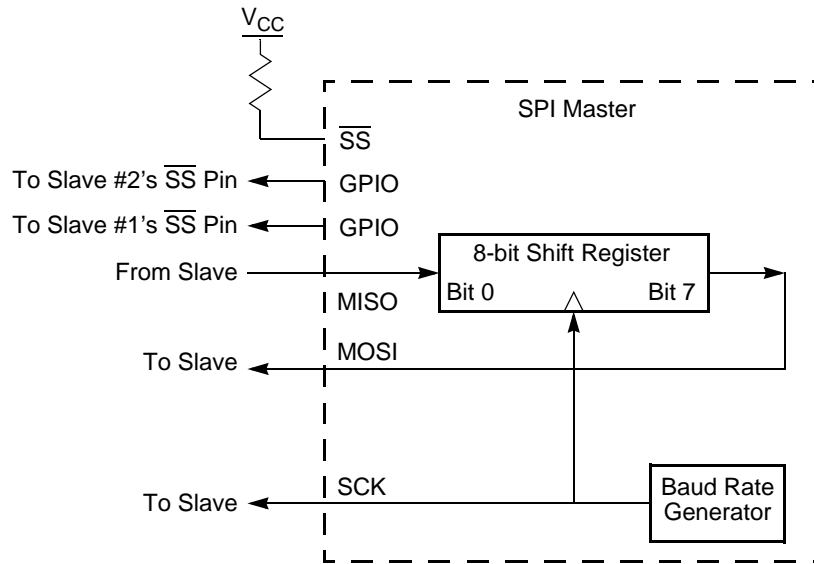 VCC
SPI Master
SS
To Slave #2's SS Pin
GPIO
To Slave #1's SS Pin
GPIO
8-bit Shift Register
From Slave
Bit 0
Bit 7
MISO
MOSI
To Slave
SCK
To Slave
Baud Rate
Generator